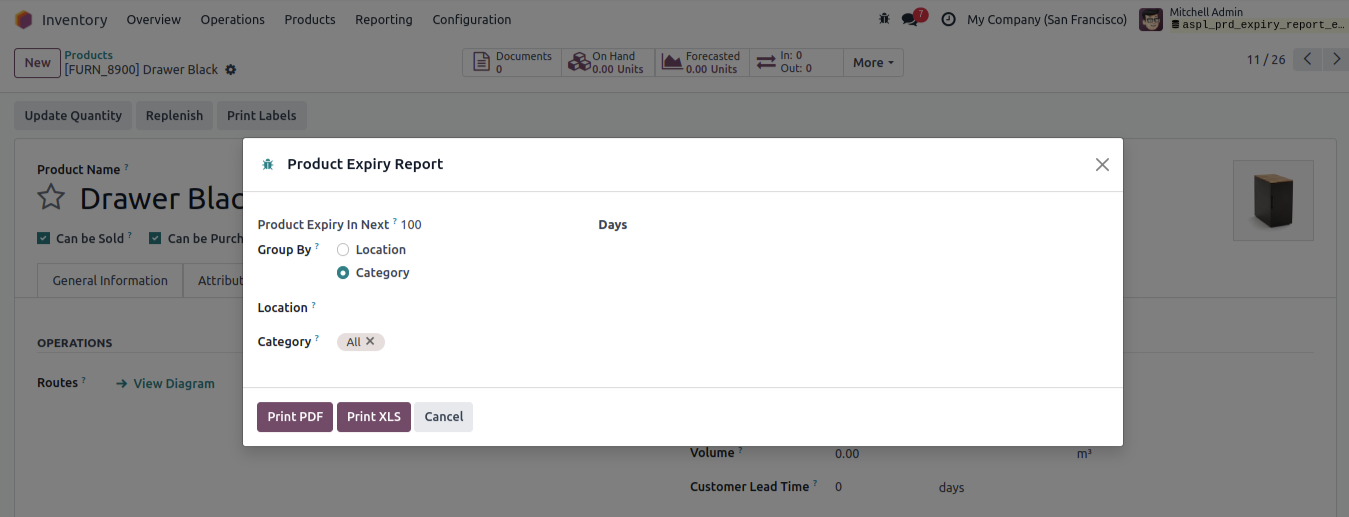 Inventory Overview Operations Products Reporting Configuration 7 My Company (San Francisco) Mitchell Admin
aspl_prd_expiry_report_e...
New Products Documents On Hand Forecasted In: 0 More 11 / 26
[FURN_8900] Drawer Black 0 0.00 Units 0.00 Units Out: 0
Update Quantity Replenish Print Labels
Product Expiry Report
Product Name ?
Drawer Blac
Product Expiry In Next ? 100 Days
Can be Sold ? Can be Purch
Group By ? Location
Category
General Information Attribut
Location ?
Category ? All
OPERATIONS
Routes ? View Diagram
Print PDF Print XLS Cancel
Volume ? 0.00 m³
Customer Lead Time ? 0 days